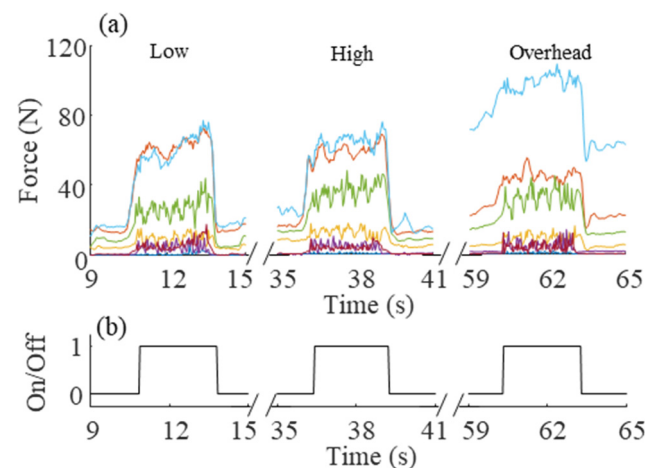 (a)
Low High Overhead
120
80
40
0
Force (N)
9 12 15 35 38 41 59 62 65
Time (s)
(b)
1
0
On/Off
9 12 15 35 38 41 59 62 65
Time (s)